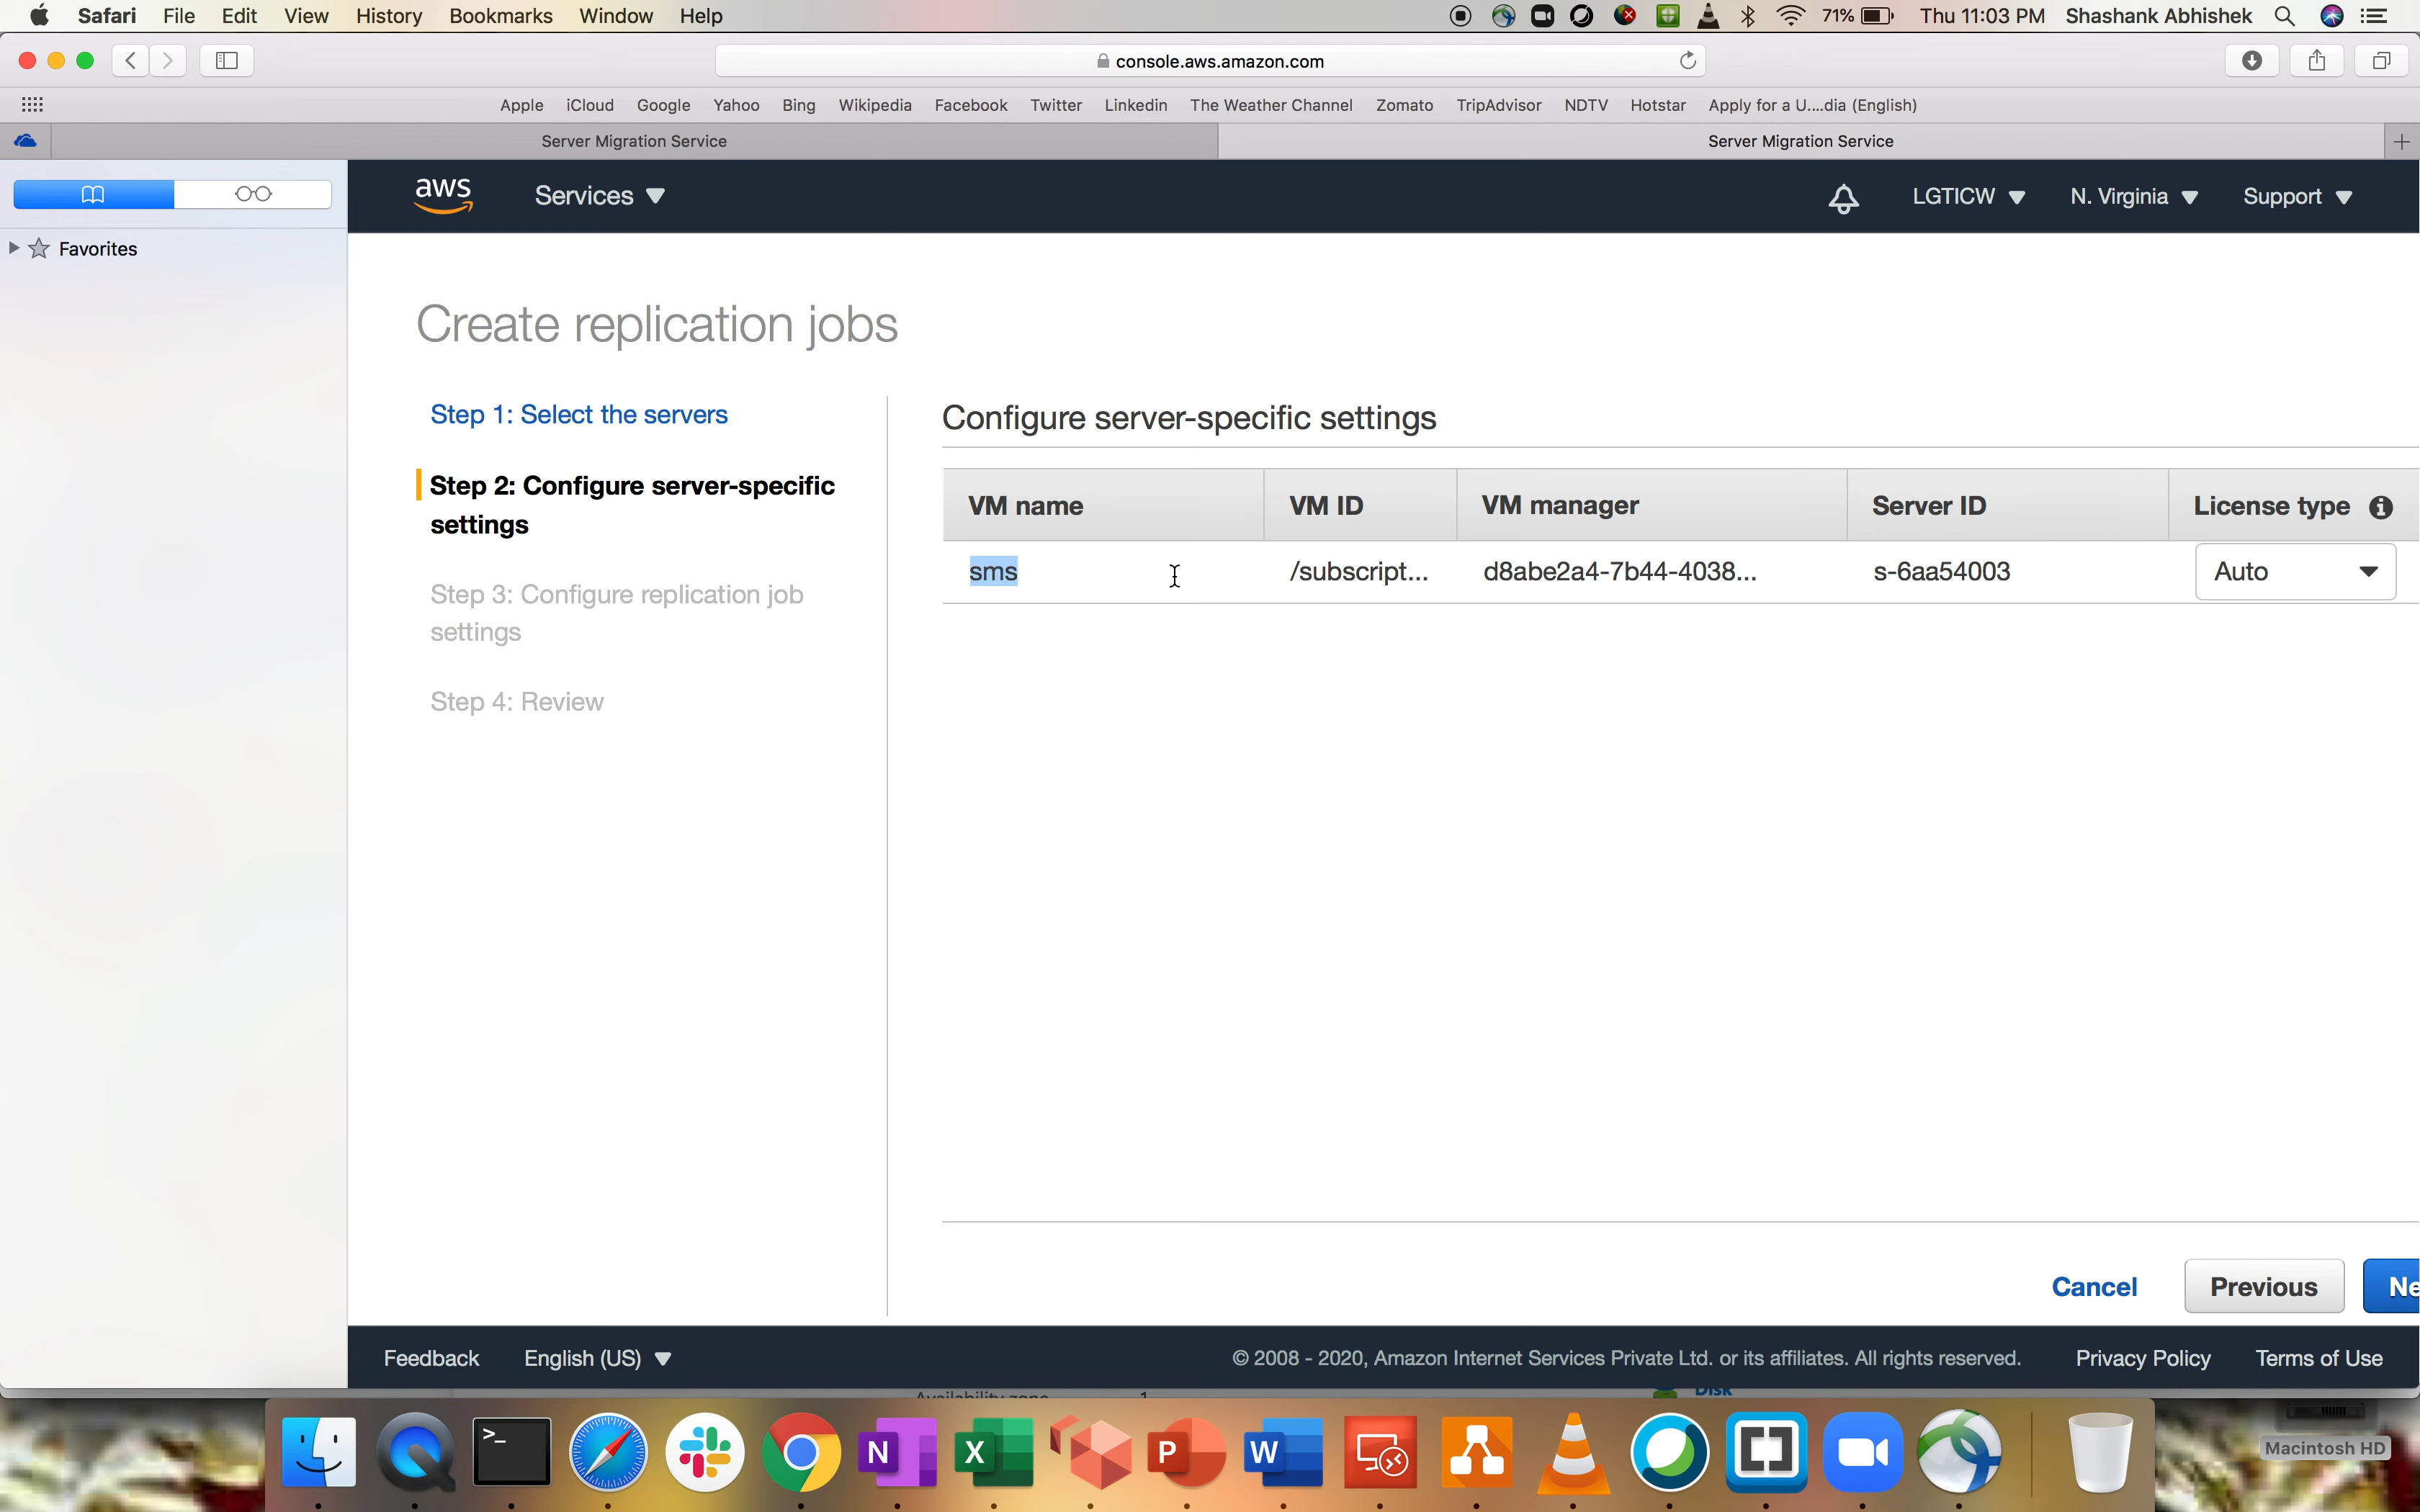 Safari File Edit View History Bookmarks Window Help 71% Thu 11:03 PM Shashank Abhishek
console.aws.amazon.com
Apple iCloud Google Yahoo Bing Wikipedia Facebook Twitter Linkedin The Weather Channel Zomato TripAdvisor NDTV Hotstar Apply for a U....dia (English)
Server Migration Service Server Migration Service
aws Services LGTICW N. Virginia Support
Favorites
Create replication jobs
Step 1: Select the servers
Step 2: Configure server-specific
settings
Step 3: Configure replication job
settings
Step 4: Review
Configure server-specific settings
VM name VM ID VM manager Server ID License type
sms /subscript... d8abe2a4-7b44-4038... s-6aa54003 Auto
Cancel Previous Ne
Feedback English (US) © 2008 - 2020, Amazon Internet Services Private Ltd. or its affiliates. All rights reserved. Privacy Policy Terms of Use
Availability zone 1 Disk
>_ N X P W
Macintosh HD